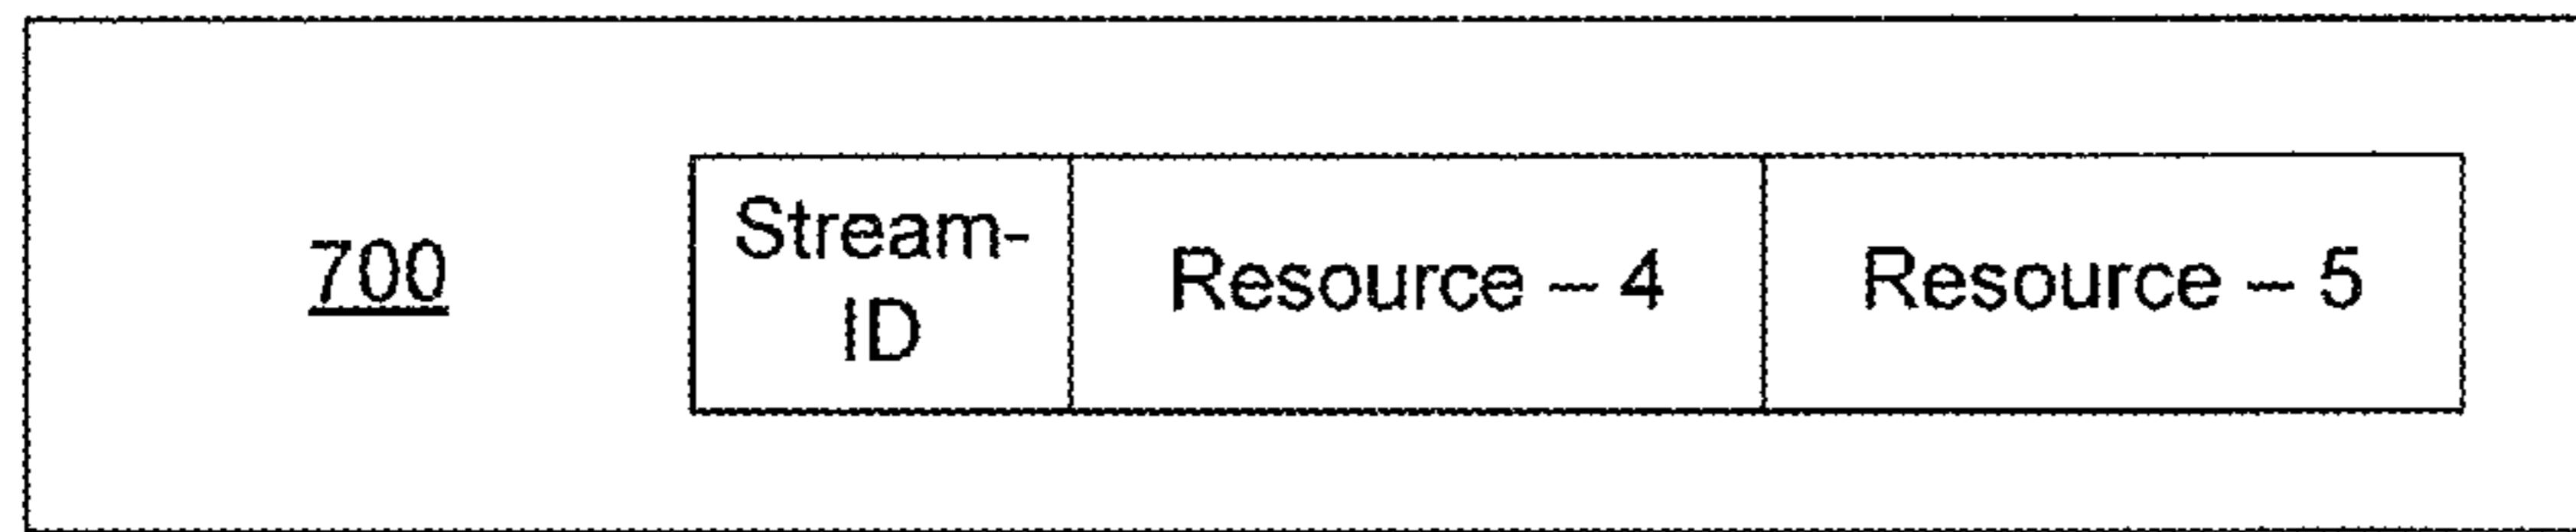 700
Stream-
ID
Resource – 4
Resource – 5